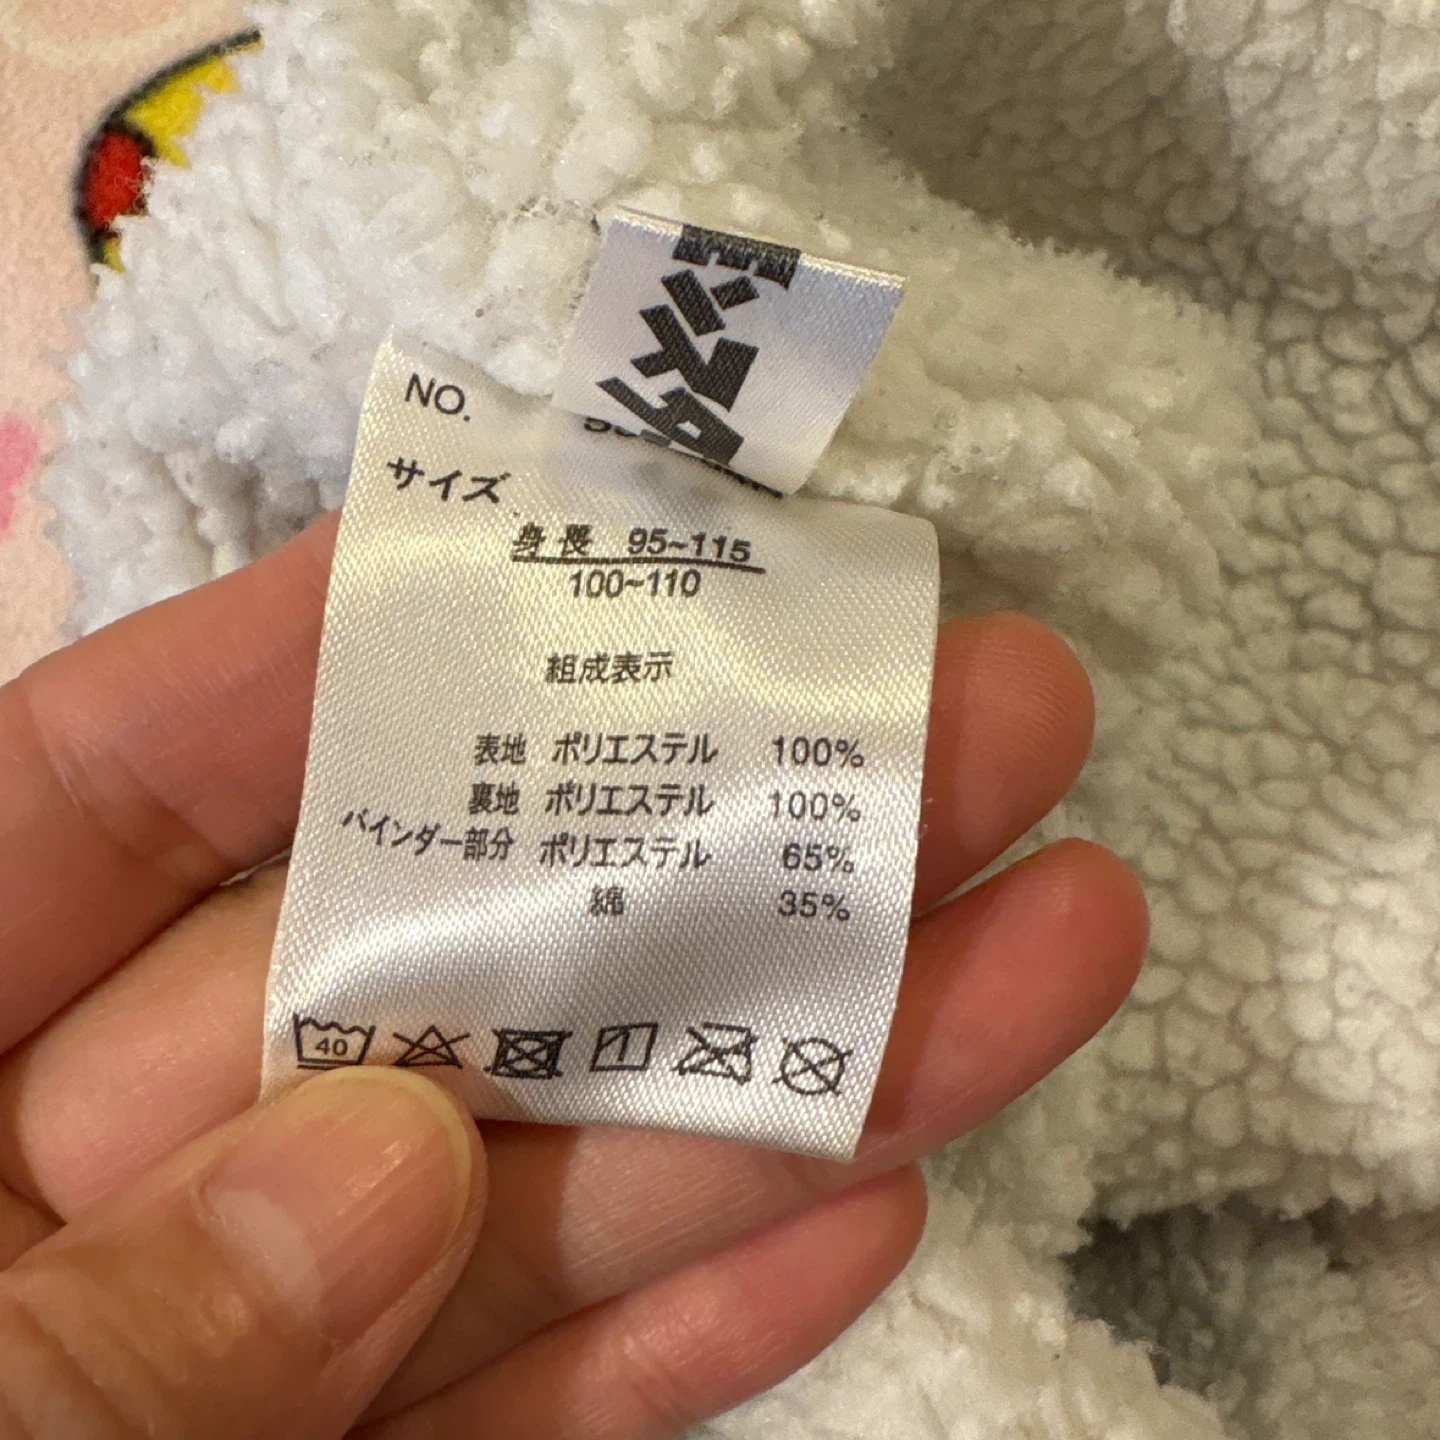 NO.
サイズ
身長 95~115
100~110
組成表示
表地 ポリエステル 100%
裏地 ポリエステル 100%
バインダー部分 ポリエステル 65%
綿 35%
40